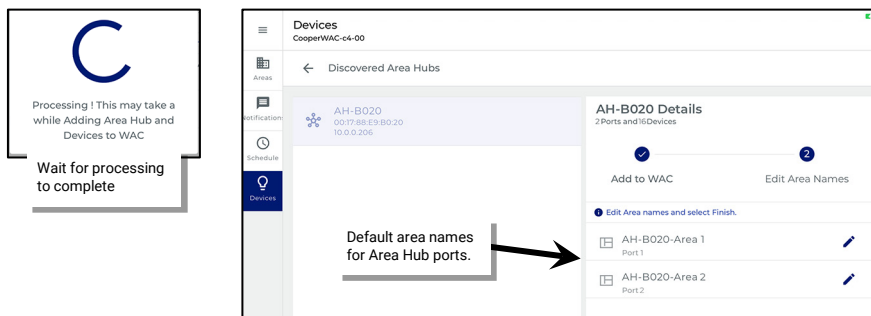 Processing ! This may take a
while Adding Area Hub and
Devices to WAC
Wait for processing
to complete
Devices
CooperWAC-c4-00
Areas
Notification
Schedule
Devices
Discovered Area Hubs
AH-B020
00:17:88:E9:B0:20
10.0.0.206
AH-B020 Details
2 Ports and 16 Devices
2
Add to WAC
Edit Area Names
Edit Area names and select Finish.
AH-B020-Area 1
Port 1
AH-B020-Area 2
Port 2
Default area names
for Area Hub ports.